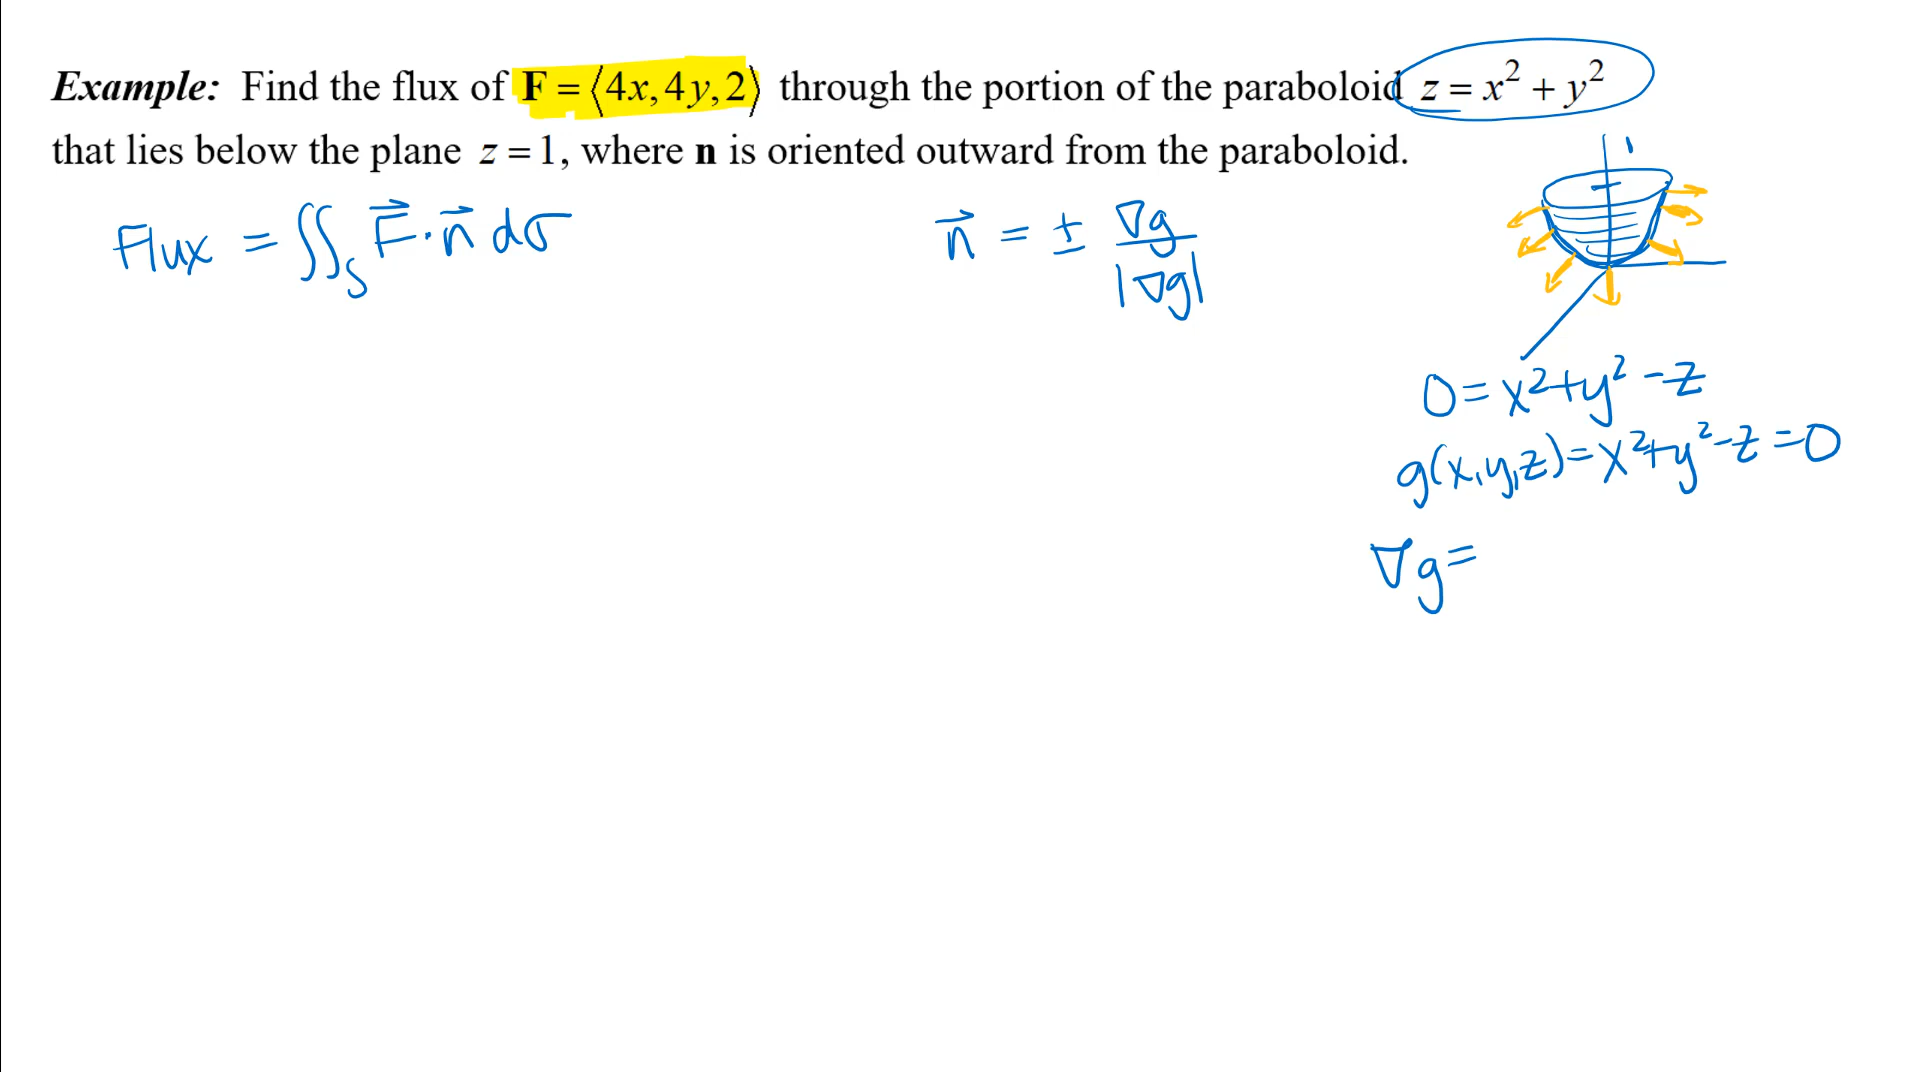 Example: Find the flux of F = ⟨4x, 4y, 2⟩ through the portion of the paraboloid z = x² + y²
that lies below the plane z = 1, where n is oriented outward from the paraboloid.
1
Flux = ∬_S F⃗ · n⃗ dσ
n⃗ = ± ∇g / |∇g|
0 = x² + y² − z
g(x,y,z) = x² + y² − z = 0
∇g =